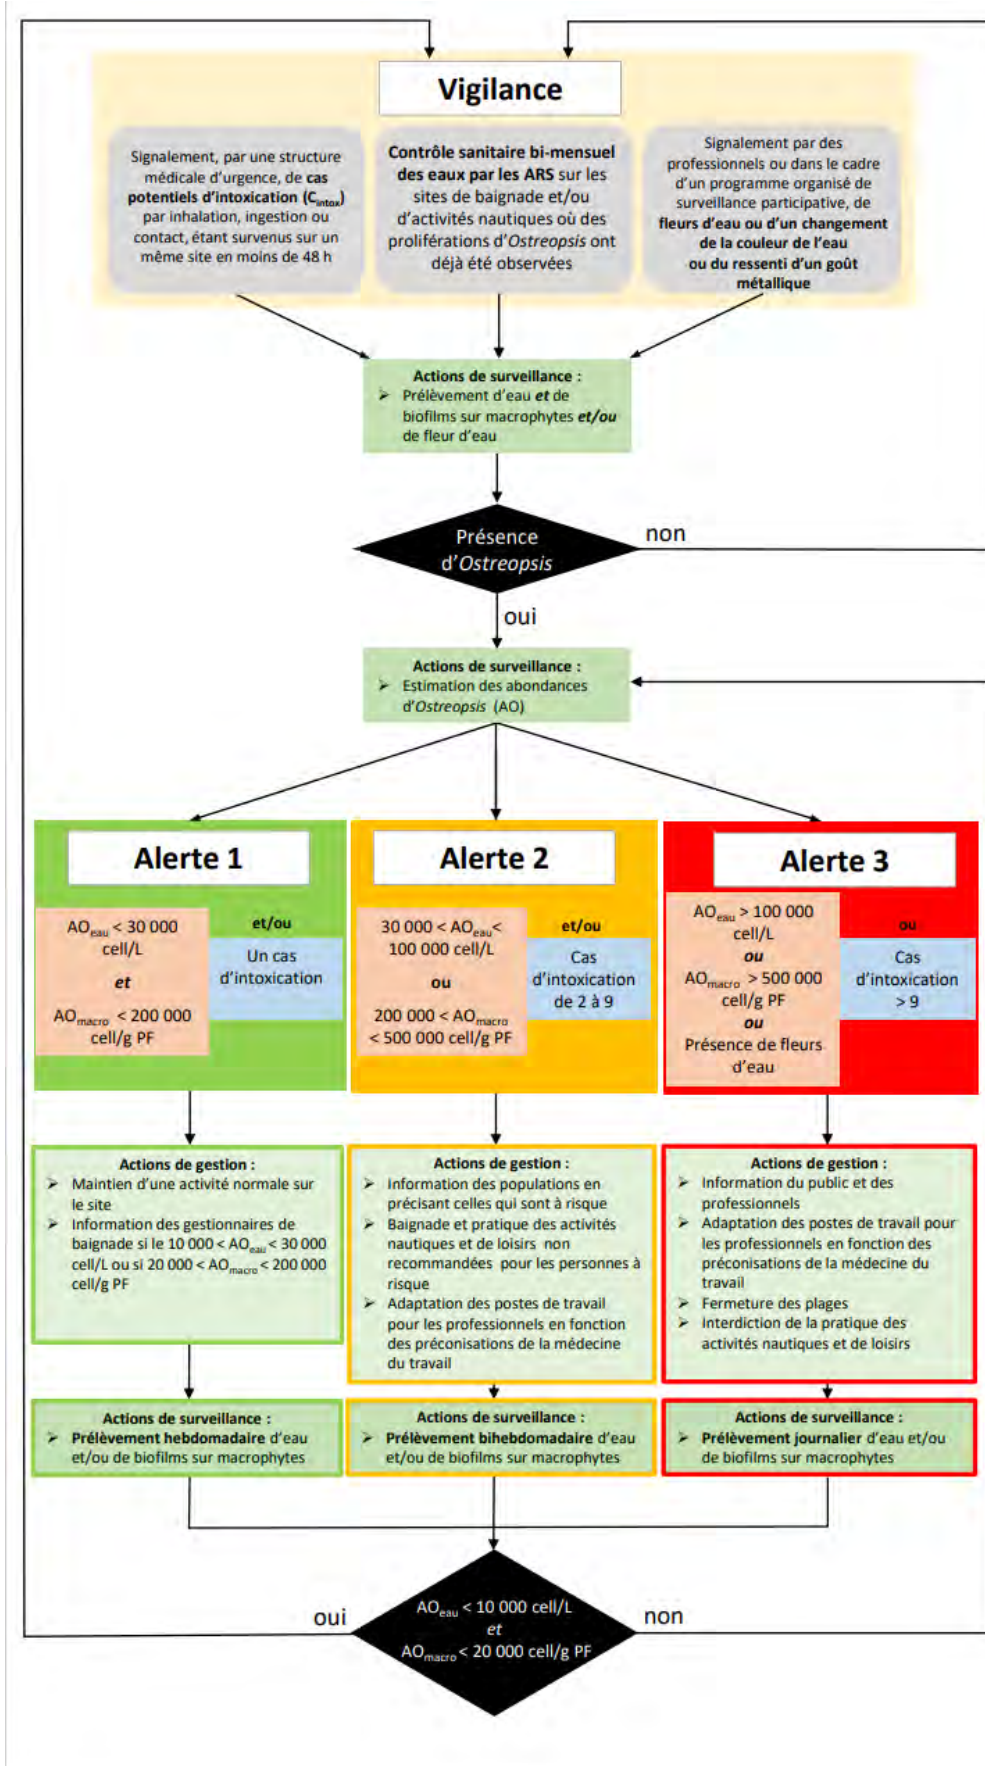 Vigilance
Signalement, par une structure
médicale d'urgence, de cas
potentiels d'intoxication (Cintox)
par inhalation, ingestion ou
contact, étant survenus sur un
même site en moins de 48 h
Contrôle sanitaire bi-mensuel
des eaux par les ARS sur les
sites de baignade et/ou
d'activités nautiques où des
proliférations d'Ostreopsis ont
déjà été observées
Signalement par des
professionnels ou dans le cadre
d'un programme organisé de
surveillance participative, de
fleurs d'eau ou d'un changement
de la couleur de l'eau
ou du ressenti d'un goût
métallique
Actions de surveillance :
➢ Prélèvement d'eau et de
biofilms sur macrophytes et/ou
de fleur d'eau
Présence
d'Ostreopsis
non
oui
Actions de surveillance :
➢ Estimation des abondances
d'Ostreopsis (AO)
Alerte 1
AOeau < 30 000
cell/L
et
AOmacro < 200 000
cell/g PF
et/ou
Un cas
d'intoxication
Alerte 2
30 000 < AOeau<
100 000 cell/L
ou
200 000 < AOmacro
< 500 000 cell/g PF
et/ou
Cas
d'intoxication
de 2 à 9
Alerte 3
AOeau > 100 000
cell/L
ou
AOmacro > 500 000
cell/g PF
ou
Présence de fleurs
d'eau
ou
Cas
d'intoxication
> 9
Actions de gestion :
➢ Maintien d'une activité normale sur
le site
➢ Information des gestionnaires de
baignade si le 10 000 < AOeau < 30 000
cell/L ou si 20 000 < AOmacro < 200 000
cell/g PF
Actions de gestion :
➢ Information des populations en
précisant celles qui sont à risque
➢ Baignade et pratique des activités
nautiques et de loisirs non
recommandées pour les personnes à
risque
➢ Adaptation des postes de travail
pour les professionnels en fonction
des préconisations de la médecine
du travail
Actions de gestion :
➢ Information du public et des
professionnels
➢ Adaptation des postes de travail pour
les professionnels en fonction des
préconisations de la médecine du
travail
➢ Fermeture des plages
➢ Interdiction de la pratique des
activités nautiques et de loisirs
Actions de surveillance :
➢ Prélèvement hebdomadaire d'eau
et/ou de biofilms sur macrophytes
Actions de surveillance :
➢ Prélèvement bihebdomadaire d'eau
et/ou de biofilms sur macrophytes
Actions de surveillance :
➢ Prélèvement journalier d'eau et/ou
de biofilms sur macrophytes
oui
AOeau < 10 000 cell/L
et
AOmacro < 20 000 cell/g PF
non